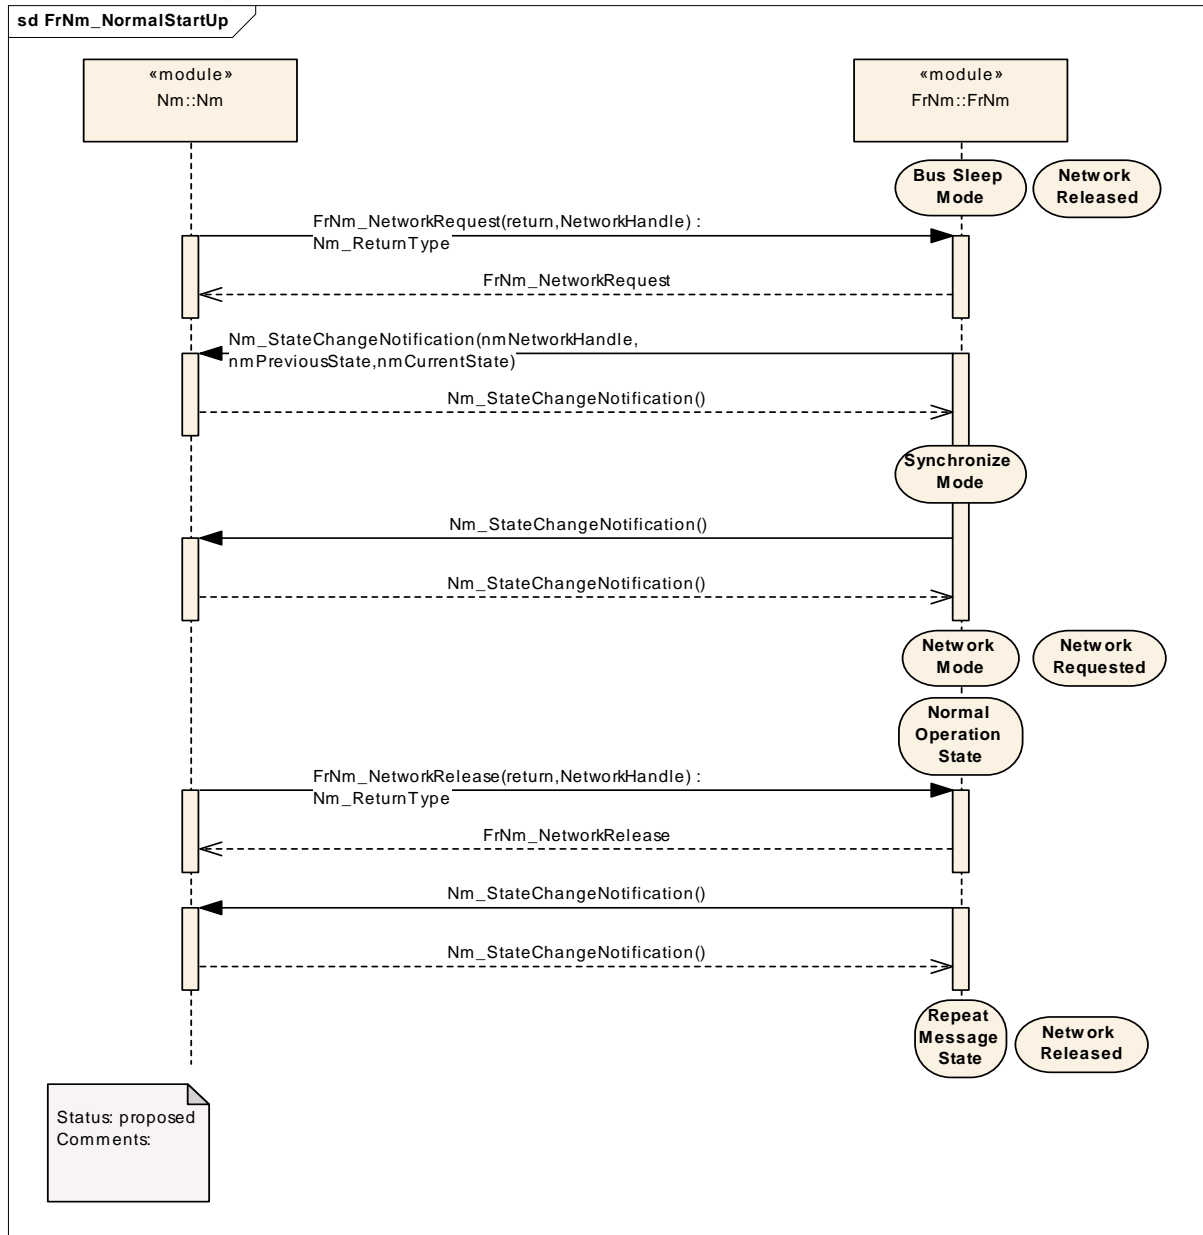 sd FrNm_NormalStartUp
«module»
Nm::Nm
«module»
FrNm::FrNm
Bus Sleep
Mode
Network
Released
FrNm_NetworkRequest(return,NetworkHandle) :
Nm_ReturnType
FrNm_NetworkRequest
Nm_StateChangeNotification(nmNetworkHandle,
nmPreviousState,nmCurrentState)
Nm_StateChangeNotification()
Synchronize
Mode
Nm_StateChangeNotification()
Nm_StateChangeNotification()
Network
Mode
Network
Requested
Normal
Operation
State
FrNm_NetworkRelease(return,NetworkHandle) :
Nm_ReturnType
FrNm_NetworkRelease
Nm_StateChangeNotification()
Nm_StateChangeNotification()
Repeat
Message
State
Network
Released
Status: proposed
Comments: